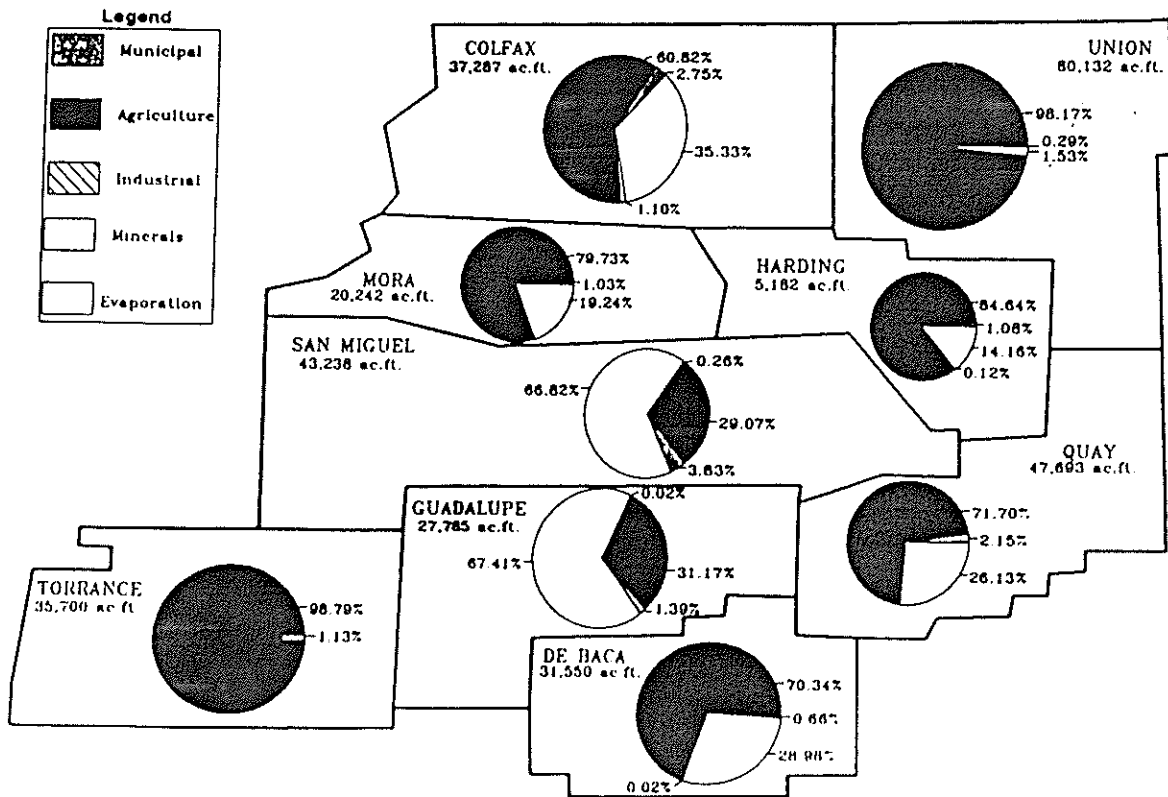 Legend
Municipal
Agriculture
Industrial
Minerals
Evaporation
COLFAX
37,287 ac.ft.
60.82%
2.75%
35.33%
1.10%
UNION
80,132 ac.ft.
98.17%
0.29%
1.53%
MORA
20,242 ac.ft.
79.73%
1.03%
19.24%
HARDING
5,182 ac.ft.
84.64%
1.08%
14.16%
0.12%
SAN MIGUEL
43,238 ac.ft.
66.82%
0.26%
29.07%
3.83%
QUAY
47,693 ac.ft.
71.70%
2.15%
26.13%
GUADALUPE
27,785 ac.ft.
0.02%
67.41%
31.17%
1.39%
TORRANCE
35,700 ac.ft
98.79%
1.13%
DE BACA
31,550 ac.ft.
70.34%
0.66%
28.98%
0.02%